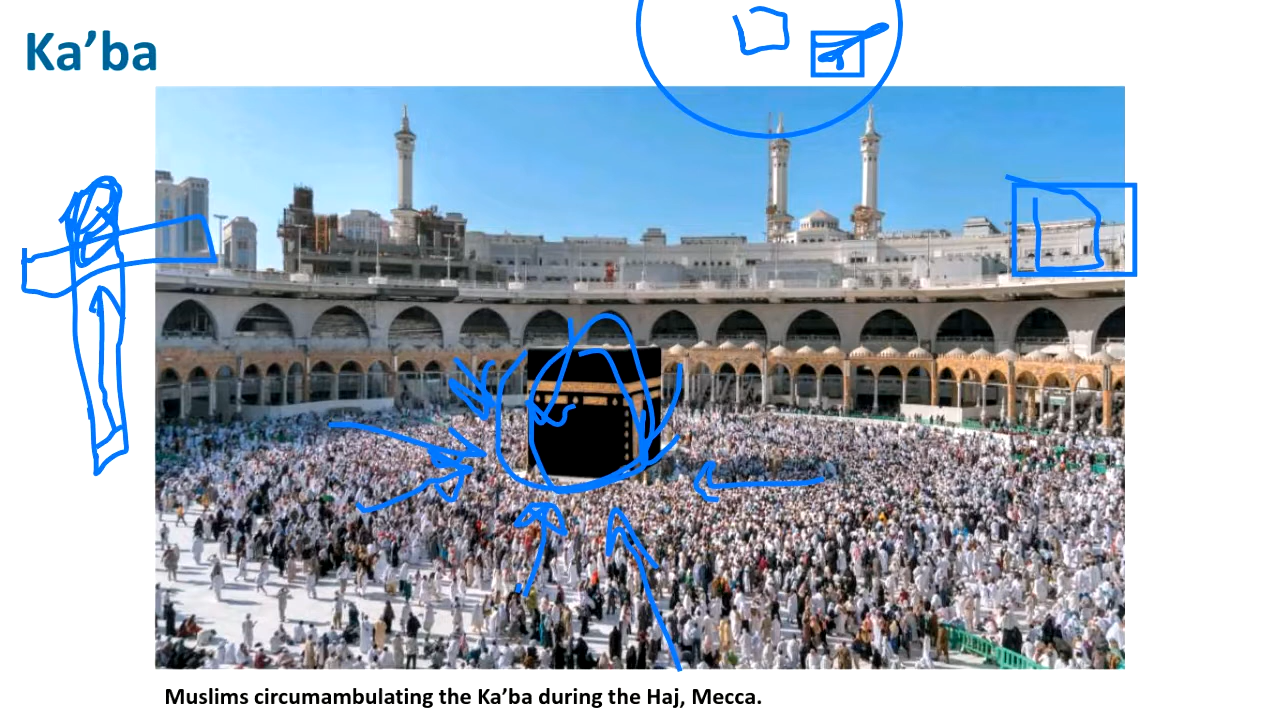 Ka’ba
Muslims circumambulating the Ka’ba during the Haj, Mecca.